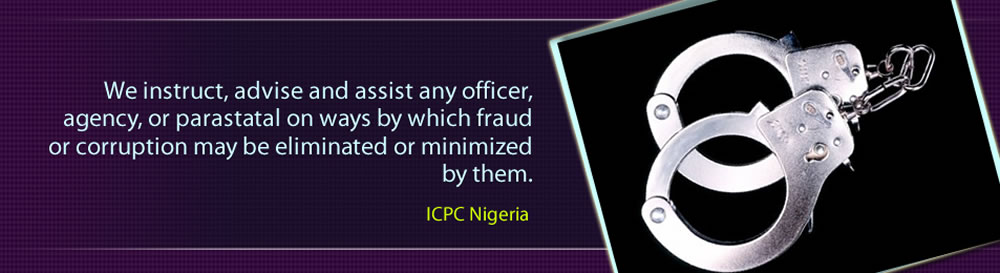 We instruct, advise and assist any officer,
agency, or parastatal on ways by which fraud
or corruption may be eliminated or minimized
by them.
ICPC Nigeria